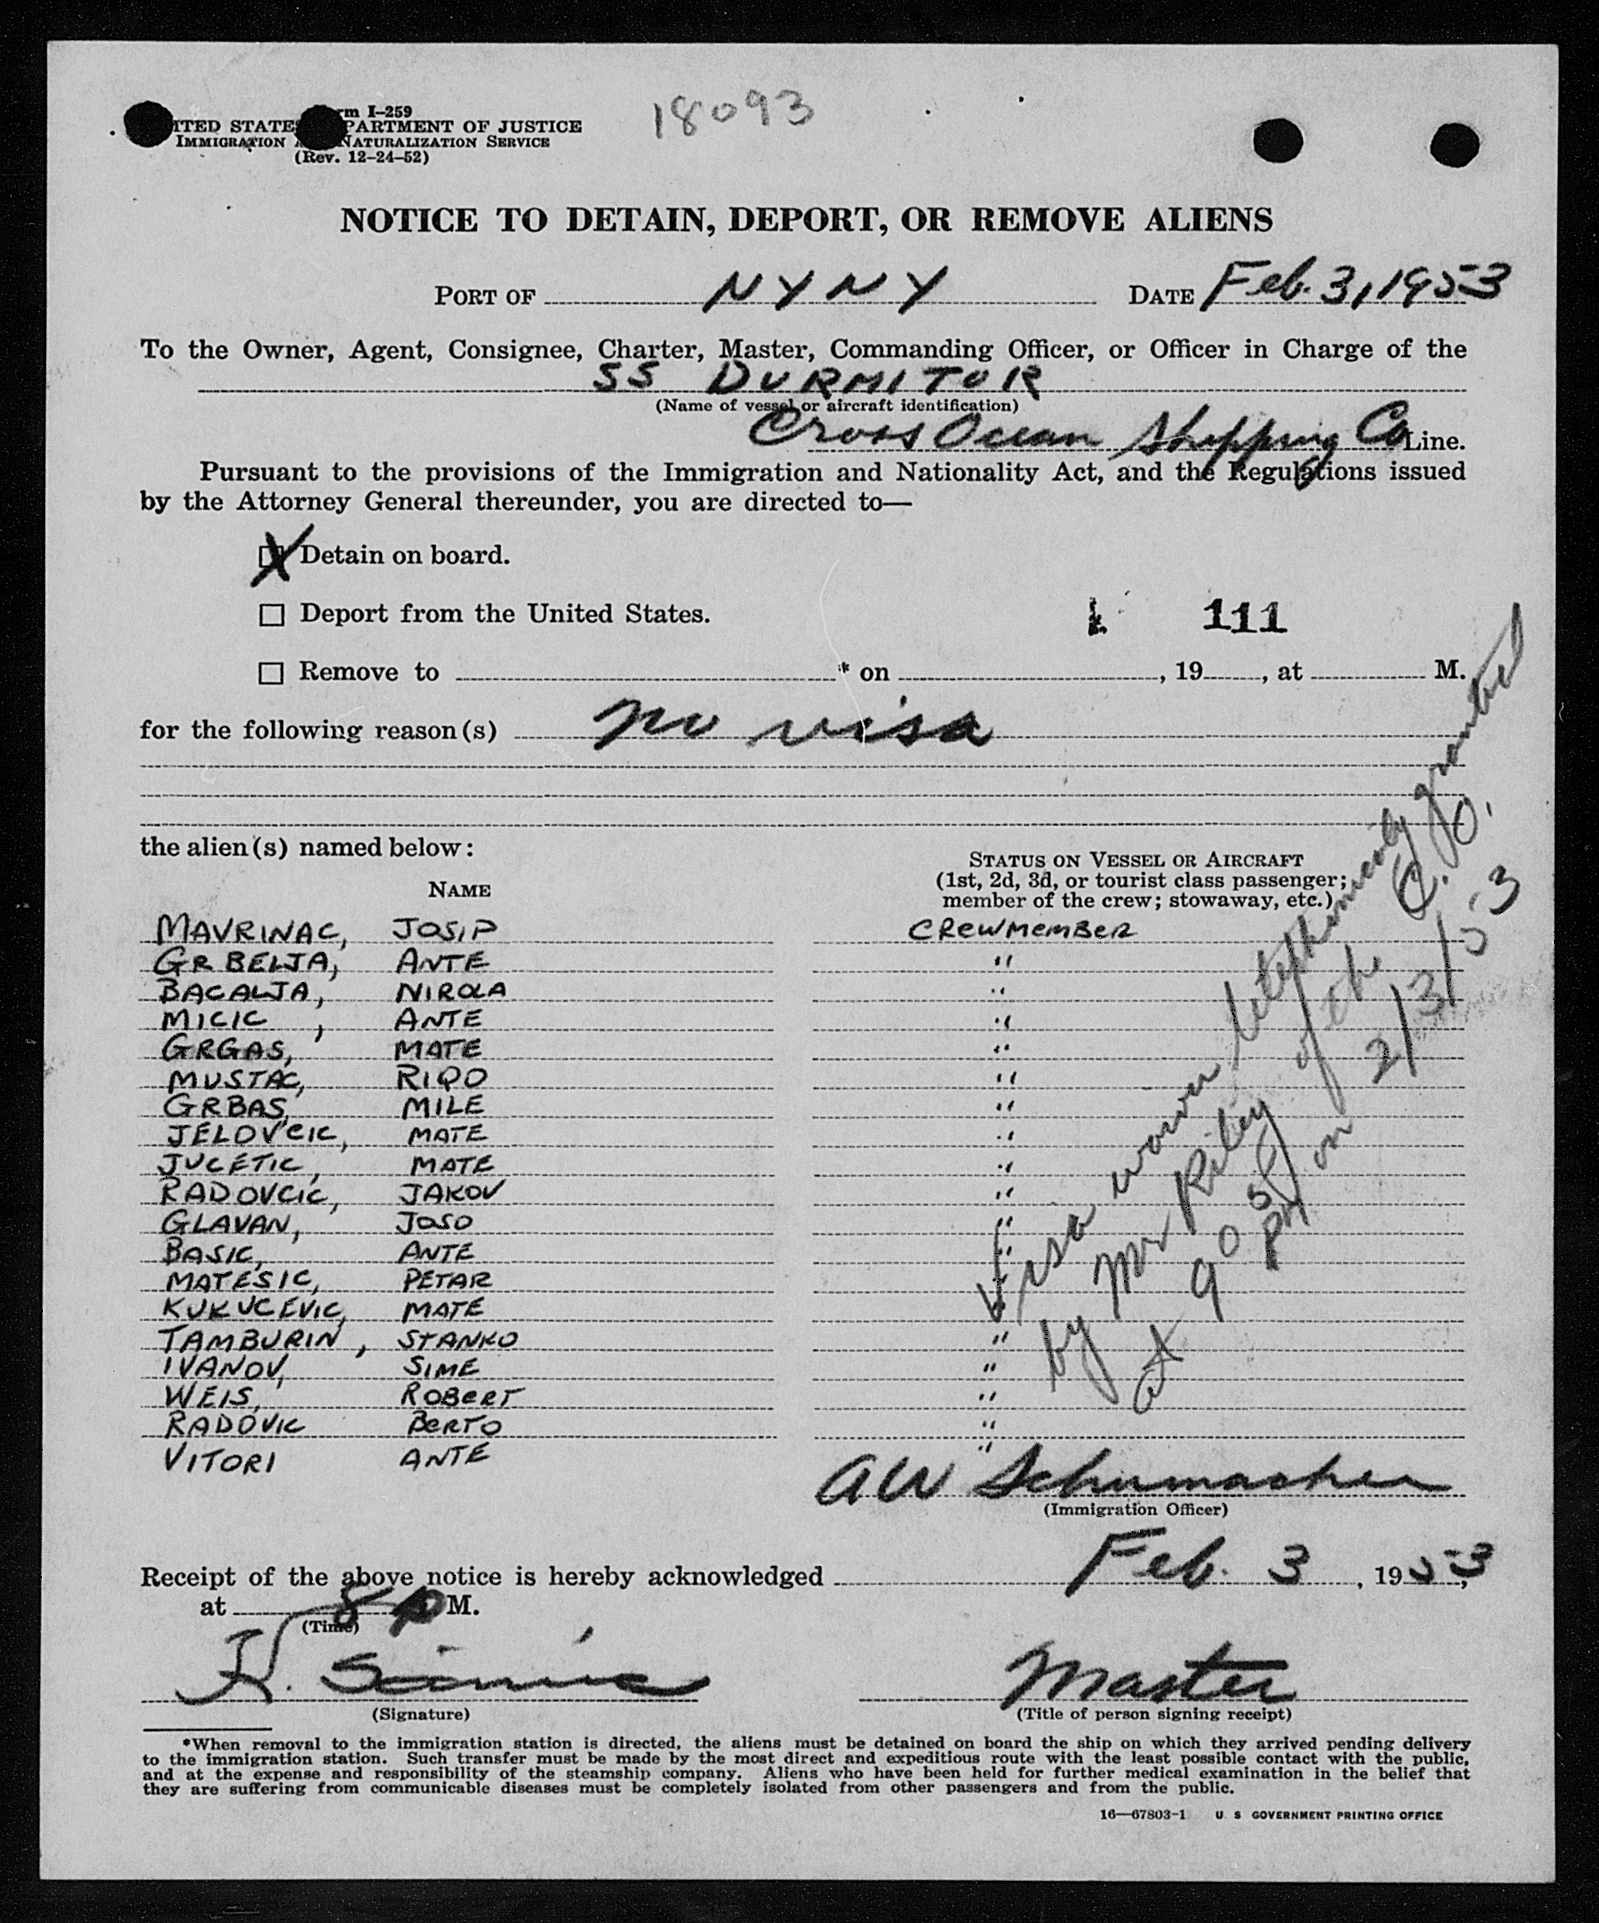 18093
Form I-259
UNITED STATES DEPARTMENT OF JUSTICE
IMMIGRATION AND NATURALIZATION SERVICE
(Rev. 12-24-52)
NOTICE TO DETAIN, DEPORT, OR REMOVE ALIENS
PORT OF NYNY DATE Feb. 3, 1953
To the Owner, Agent, Consignee, Charter, Master, Commanding Officer, or Officer in Charge of the
SS DURMITOR
(Name of vessel or aircraft identification)
Cross Ocean Shipping Co Line.
Pursuant to the provisions of the Immigration and Nationality Act, and the Regulations issued
by the Attorney General thereunder, you are directed to—
X Detain on board.
☐ Deport from the United States. 111
☐ Remove to * on , 19 , at M.
for the following reason(s) no visa
the alien(s) named below:
STATUS ON VESSEL OR AIRCRAFT
(1st, 2d, 3d, or tourist class passenger;
member of the crew; stowaway, etc.)
NAME
MAVRINAC, JOSIP CREWMEMBER
GRBELJA, ANTE "
BACALJA, NIKOLA "
MICIC, ANTE "
GRGAS, MATE "
MUSTAC, "
GRBAS, MILE "
JELOVCIC, MATE "
JUCETIC, MATE "
RADOVCIC, JAKOV "
GLAVAN, JOSO "
BASIC, ANTE "
MATESIC, PETAR "
KUKUCEVIC, MATE "
TAMBURIN, STANKO "
IVANOV, SIME "
WEIS, ROBERT "
RADOVIC BERTO "
VITORI ANTE "
Visa waiver telephonically granted
by Mr Riley of the C.O.
at 9 05 PM on 2/3/53
AW Schumacher
(Immigration Officer)
Receipt of the above notice is hereby acknowledged Feb. 3, 1953,
at 8 P M.
(Time)
Master
(Signature) (Title of person signing receipt)
*When removal to the immigration station is directed, the aliens must be detained on board the ship on which they arrived pending delivery
to the immigration station. Such transfer must be made by the most direct and expeditious route with the least possible contact with the public,
and at the expense and responsibility of the steamship company. Aliens who have been held for further medical examination in the belief that
they are suffering from communicable diseases must be completely isolated from other passengers and from the public.
16—67803-1 U S GOVERNMENT PRINTING OFFICE